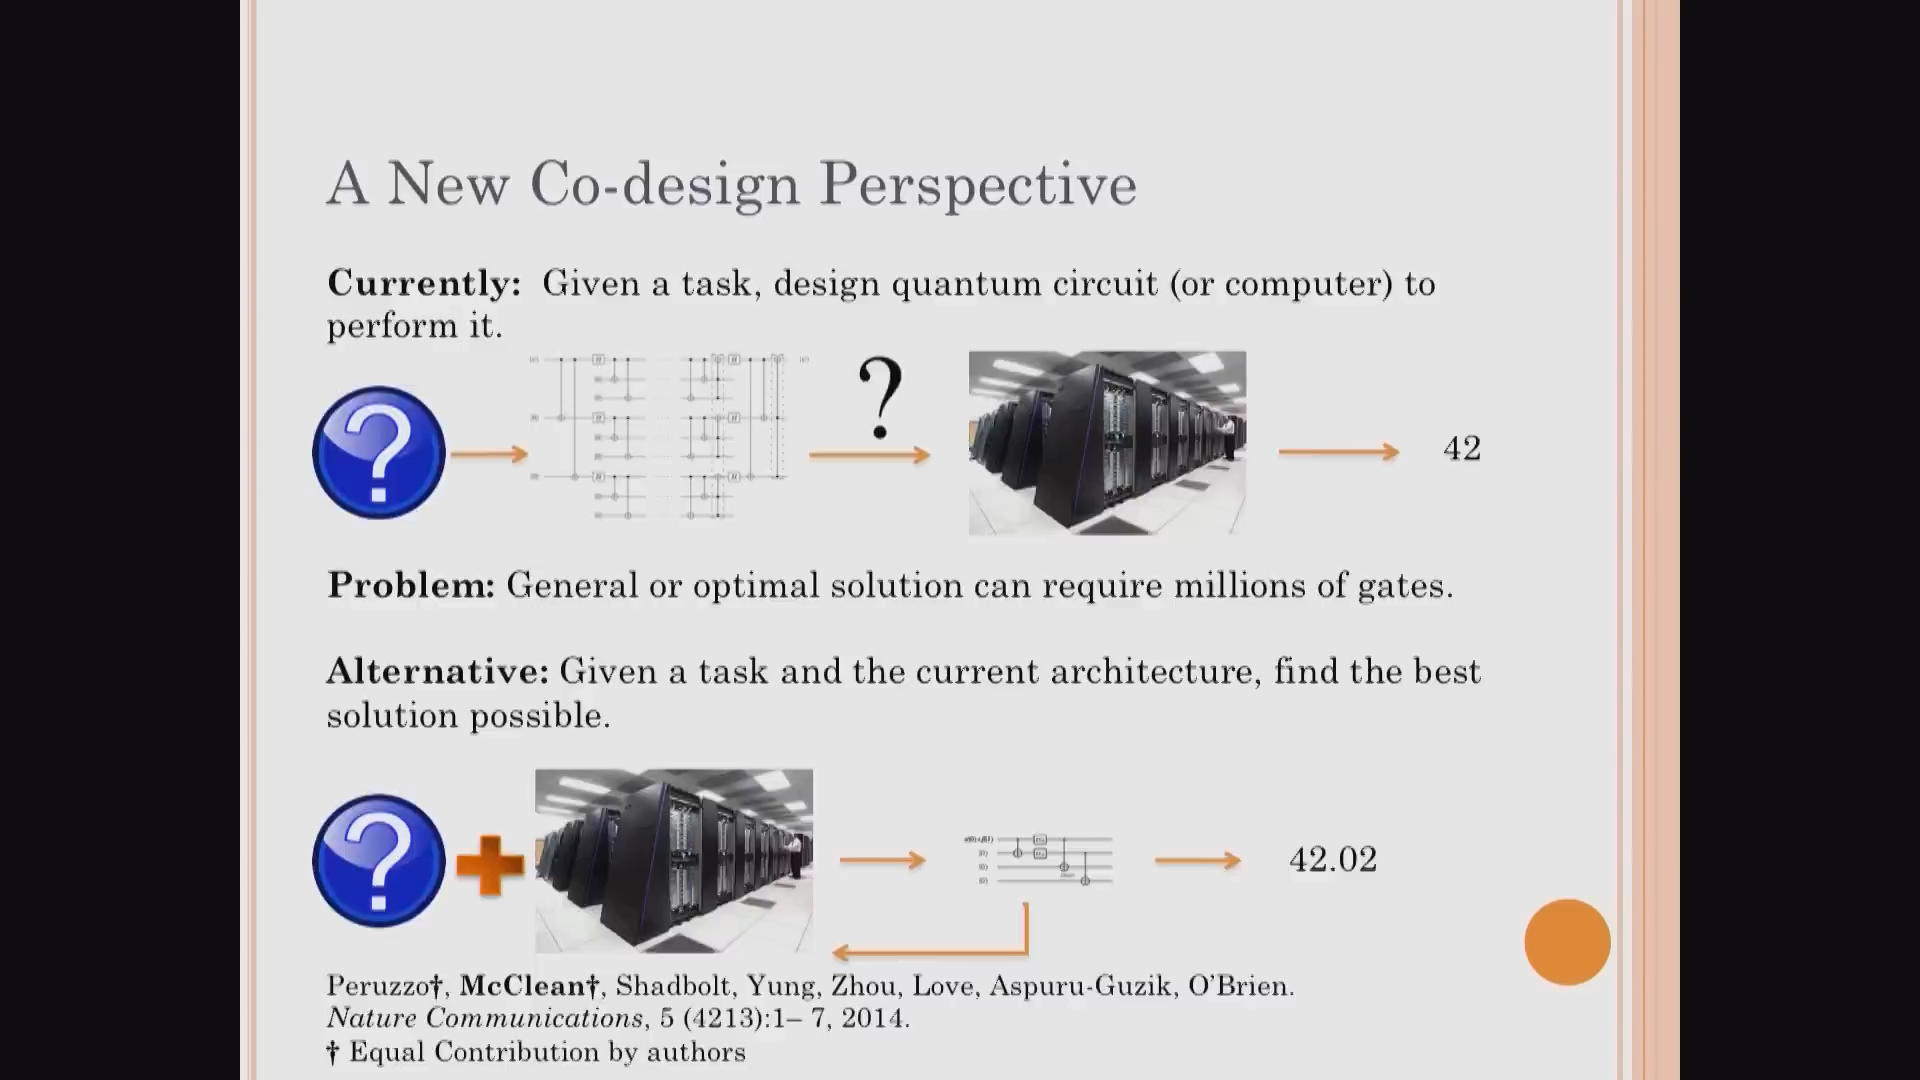 A New Co-design Perspective
Currently: Given a task, design quantum circuit (or computer) to
perform it.
?
?
42
Problem: General or optimal solution can require millions of gates.
Alternative: Given a task and the current architecture, find the best
solution possible.
?
42.02
Peruzzo†, McClean†, Shadbolt, Yung, Zhou, Love, Aspuru-Guzik, O'Brien.
Nature Communications, 5 (4213):1– 7, 2014.
† Equal Contribution by authors